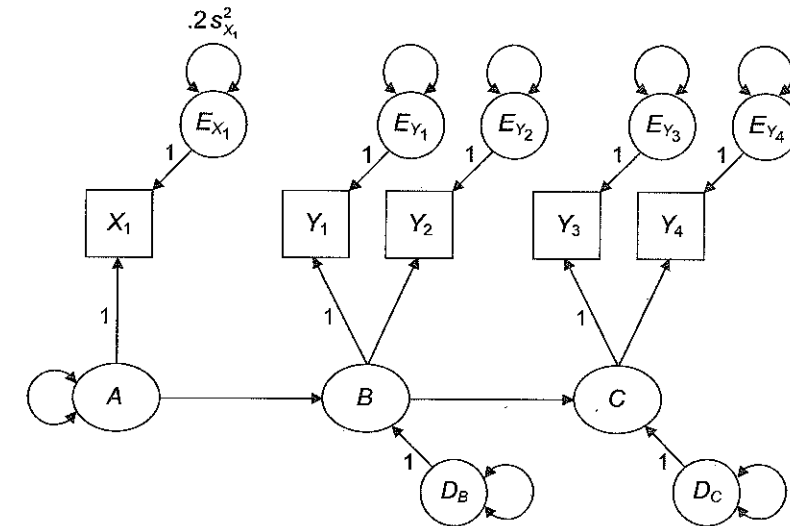 .2s²X₁
EX₁ EY₁ EY₂ EY₃ EY₄
1 1 1 1 1
X₁ Y₁ Y₂ Y₃ Y₄
1 1 1
A B C
1 1
DB DC